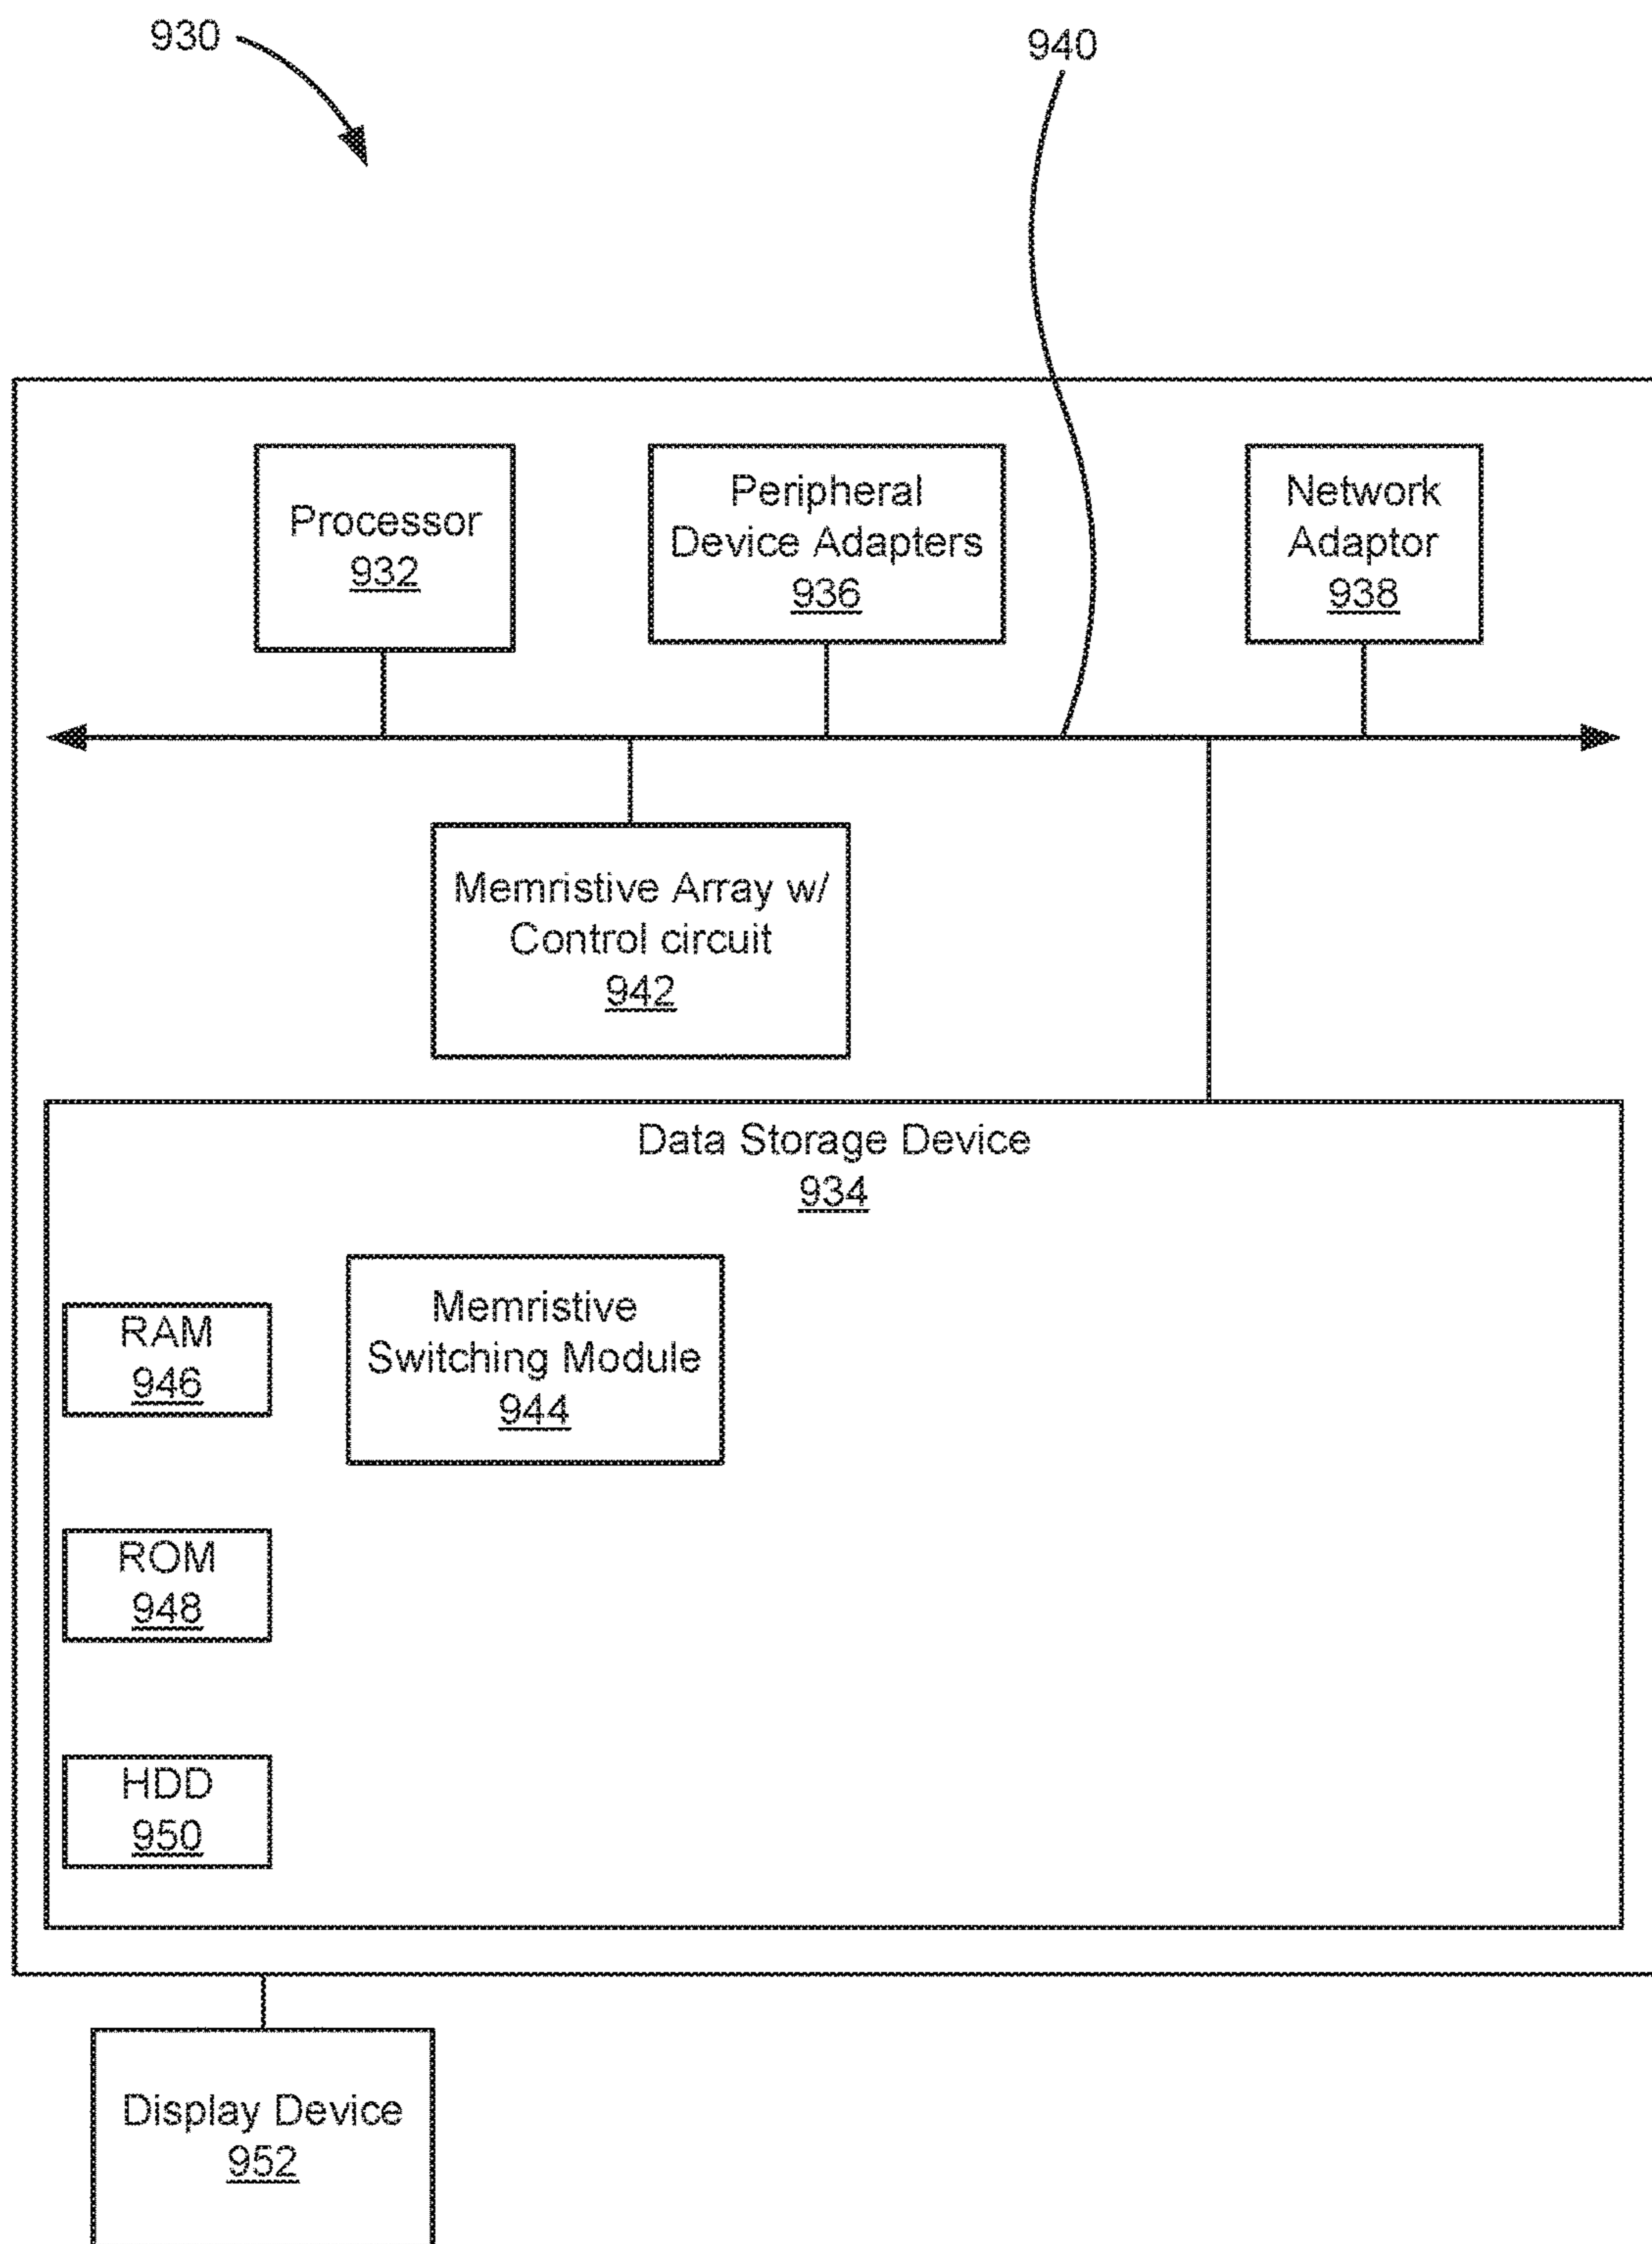 930
940
Processor
932
Peripheral
Device Adapters
936
Network
Adaptor
938
Memristive Array w/
Control circuit
942
Data Storage Device
934
RAM
946
Memristive
Switching Module
944
ROM
948
HDD
950
Display Device
952